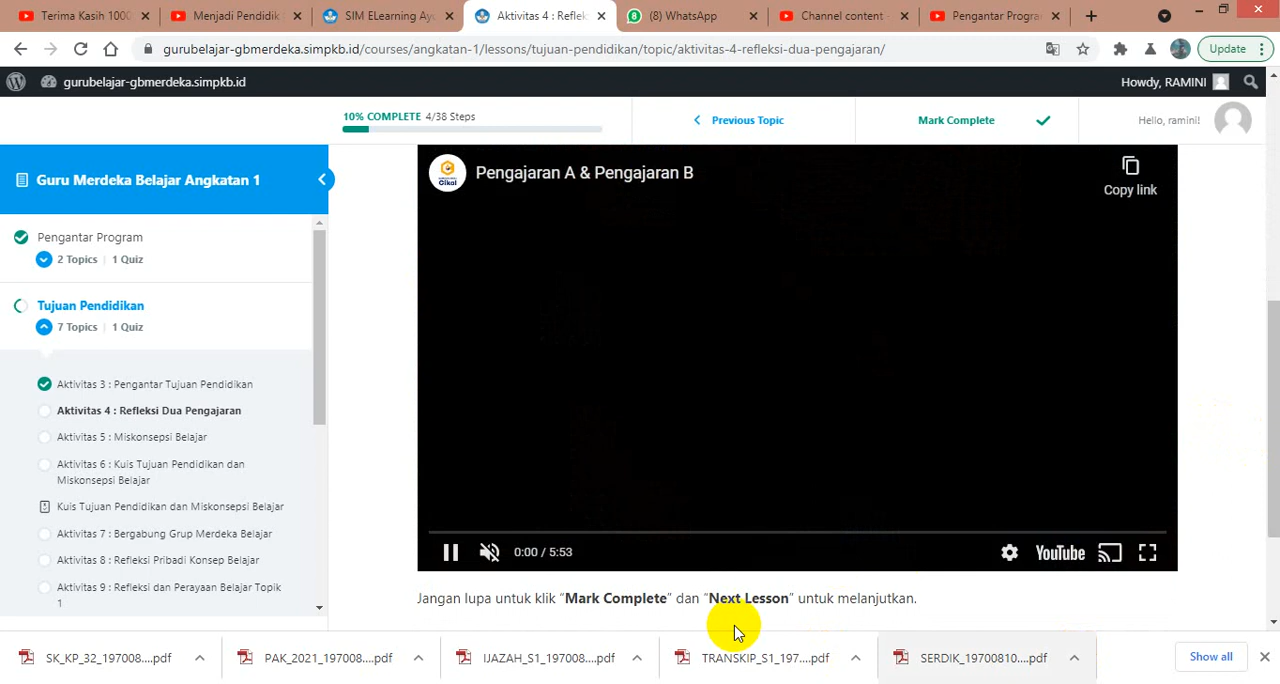 Terima Kasih 1000
Menjadi Pendidik
SIM ELearning Ay
Aktivitas 4 : Reflek
(8) WhatsApp
Channel content -
Pengantar Progra
gurubelajar-gbmerdeka.simpkb.id/courses/angkatan-1/lessons/tujuan-pendidikan/topic/aktivitas-4-refleksi-dua-pengajaran/
Update
gurubelajar-gbmerdeka.simpkb.id
Howdy, RAMINI
10% COMPLETE 4/38 Steps
Previous Topic
Mark Complete
Hello, ramini!
Guru Merdeka Belajar Angkatan 1
Pengantar Program
2 Topics | 1 Quiz
Tujuan Pendidikan
7 Topics | 1 Quiz
Aktivitas 3 : Pengantar Tujuan Pendidikan
Aktivitas 4 : Refleksi Dua Pengajaran
Aktivitas 5 : Miskonsepsi Belajar
Aktivitas 6 : Kuis Tujuan Pendidikan dan
Miskonsepsi Belajar
Kuis Tujuan Pendidikan dan Miskonsepsi Belajar
Aktivitas 7 : Bergabung Grup Merdeka Belajar
Aktivitas 8 : Refleksi Pribadi Konsep Belajar
Aktivitas 9 : Refleksi dan Perayaan Belajar Topik
1
Cikal
Pengajaran A & Pengajaran B
Copy link
0:00 / 5:53
YouTube
Jangan lupa untuk klik “Mark Complete” dan “Next Lesson” untuk melanjutkan.
SK_KP_32_197008....pdf
PAK_2021_197008....pdf
IJAZAH_S1_197008....pdf
TRANSKIP_S1_197....pdf
SERDIK_19700810....pdf
Show all